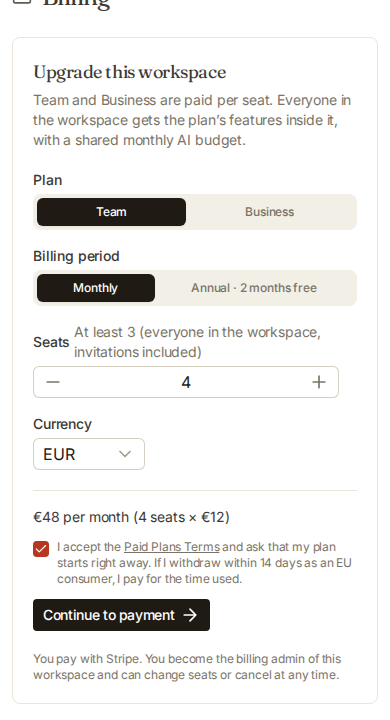 Billing
Upgrade this workspace
Team and Business are paid per seat. Everyone in
the workspace gets the plan's features inside it,
with a shared monthly AI budget.
Plan
Team
Business
Billing period
Monthly
Annual · 2 months free
Seats
At least 3 (everyone in the workspace,
invitations included)
4
Currency
EUR
€48 per month (4 seats × €12)
I accept the Paid Plans Terms and ask that my plan
starts right away. If I withdraw within 14 days as an EU
consumer, I pay for the time used.
Continue to payment →
You pay with Stripe. You become the billing admin of this
workspace and can change seats or cancel at any time.